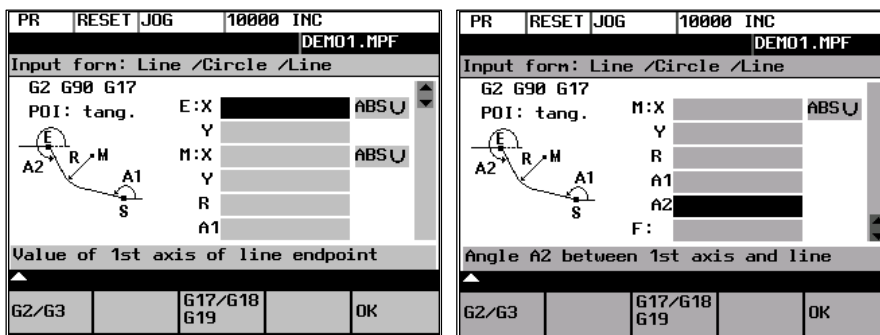 PR RESET JOG 10000 INC
DEMO1.MPF
Input form: Line /Circle /Line
G2 G90 G17
POI: tang.
E:X ABS
Y
M:X ABS
Y
R
A1
E
A2
R
M
A1
S
Value of 1st axis of line endpoint
G2/G3 G17/G18 G19 OK
PR RESET JOG 10000 INC
DEMO1.MPF
Input form: Line /Circle /Line
G2 G90 G17
POI: tang.
M:X ABS
Y
R
A1
A2
F:
E
A2
R
M
A1
S
Angle A2 between 1st axis and line
G2/G3 G17/G18 G19 OK